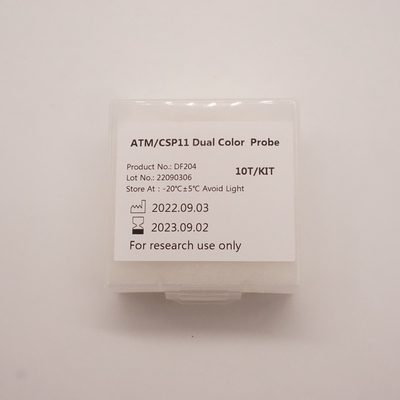 ATM/CSP11 Dual Color Probe
Product No.: DF204
10T/KIT
Lot No.: 22090306
Store At : -20℃±5℃ Avoid Light
2022.09.03
2023.09.02
For research use only